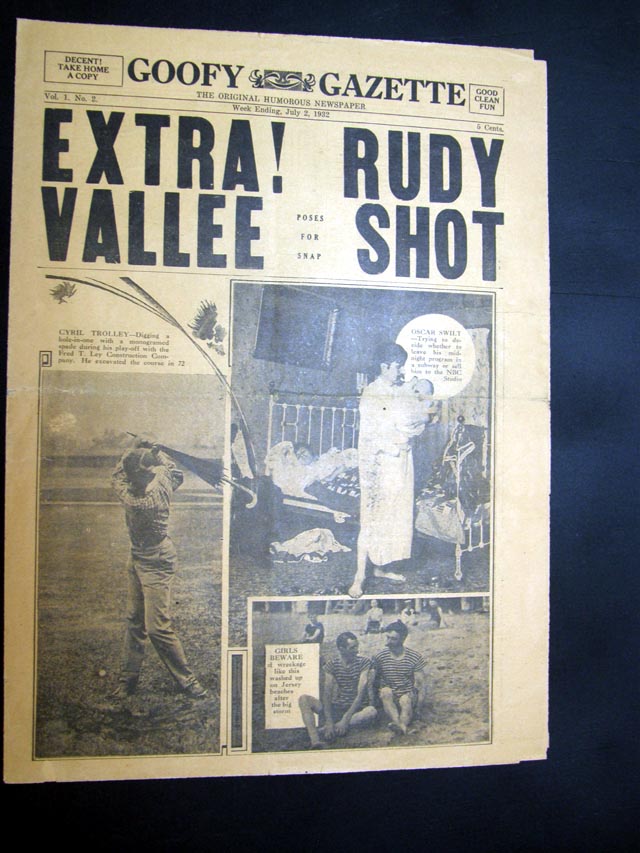 DECENT!
TAKE HOME
A COPY
GOOFY GAZETTE
GOOD
CLEAN
FUN
THE ORIGINAL HUMOROUS NEWSPAPER
Vol. 1. No. 2.
Week Ending, July 2, 1932
5 Cents.
EXTRA! RUDY
VALLEE POSES FOR SNAP SHOT
CYRIL TROLLEY—Digging a
hole-in-one with a monogramed
spade during his play-off with the
Fred T. Ley Construction Com-
pany. He excavated the course in 72
OSCAR SWILT
—Trying to de-
cide whether to
leave his mid-
night program in
a subway or sell
him to the NBC
Studio
GIRLS
BEWARE
if wreckage
like this
washed up
on Jersey
beaches
after
the big
storm